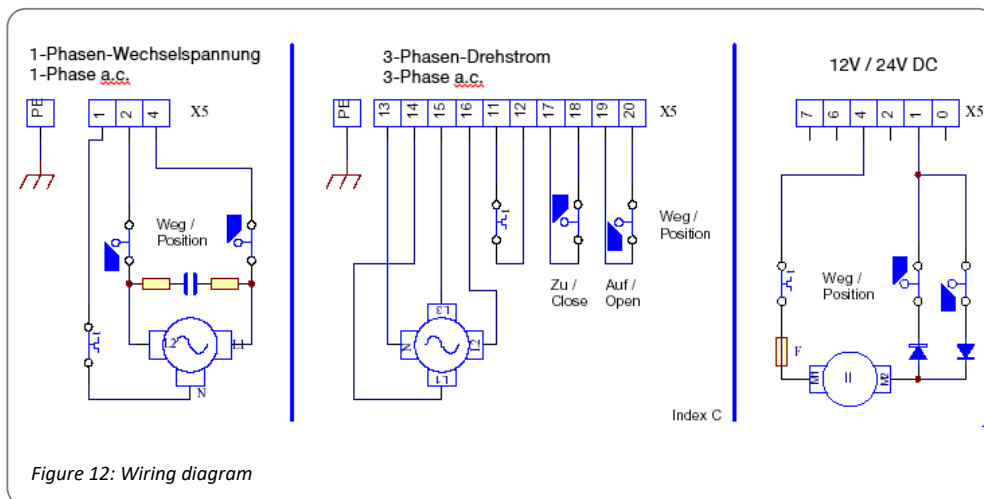 1-Phasen-Wechselspannung
1-Phase a.c.
PE
1 2 4 X5
Weg /
Position
t
L2 L1
N
3-Phasen-Drehstrom
3-Phase a.c.
PE
13 14 15 16 11 12 17 18 19 20 X5
t
Weg /
Position
Zu /
Close
Auf /
Open
L3
N L2
L1
Index C
12V / 24V DC
7 6 4 2 1 0 X5
t
Weg /
Position
F
M1 II M2
Figure 12: Wiring diagram